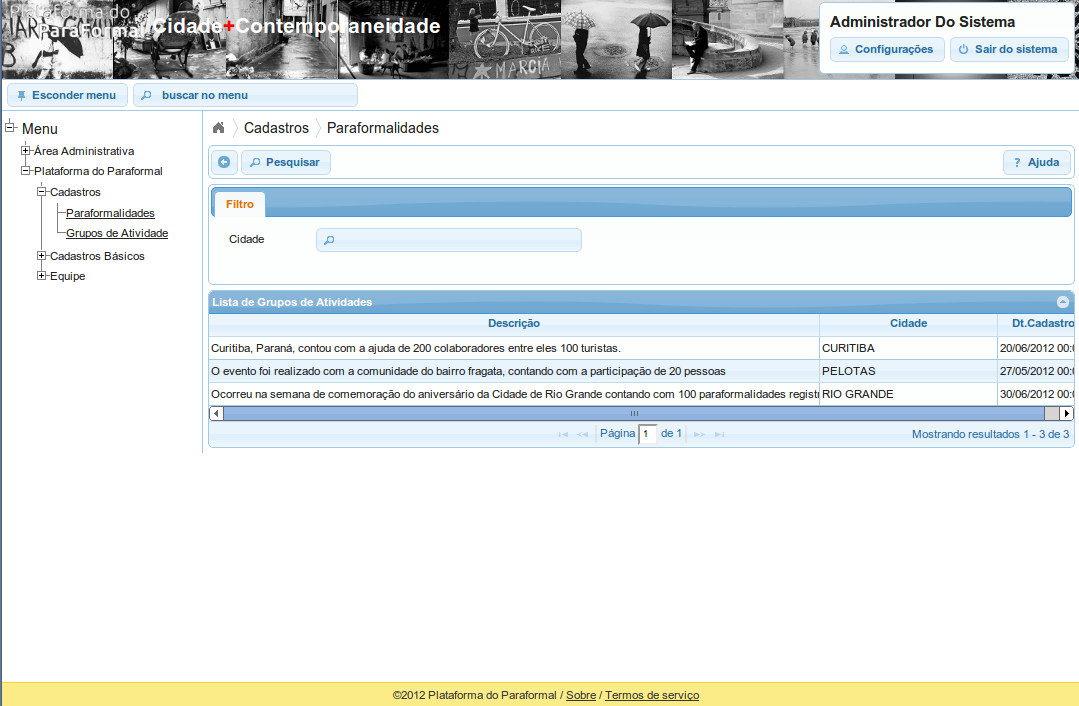 Plataforma do
ParaFormal
Cidade+Contemporaneidade
MARCIA
Administrador Do Sistema
Configurações
Sair do sistema
Esconder menu
buscar no menu
Menu
Área Administrativa
Plataforma do Paraformal
Cadastros
Paraformalidades
Grupos de Atividade
Cadastros Básicos
Equipe
Cadastros
Paraformalidades
Pesquisar
? Ajuda
Filtro
Cidade
Lista de Grupos de Atividades
Descrição Cidade Dt.Cadastro
Curitiba, Paraná, contou com a ajuda de 200 colaboradores entre eles 100 turistas. CURITIBA 20/06/2012 00:
O evento foi realizado com a comunidade do bairro fragata, contando com a participação de 20 pessoas PELOTAS 27/05/2012 00:
Ocorreu na semana de comemoração do aniversário da Cidade de Rio Grande contando com 100 paraformalidades registr RIO GRANDE 30/06/2012 00:
Página 1 de 1
Mostrando resultados 1 - 3 de 3
©2012 Plataforma do Paraformal / Sobre / Termos de serviço